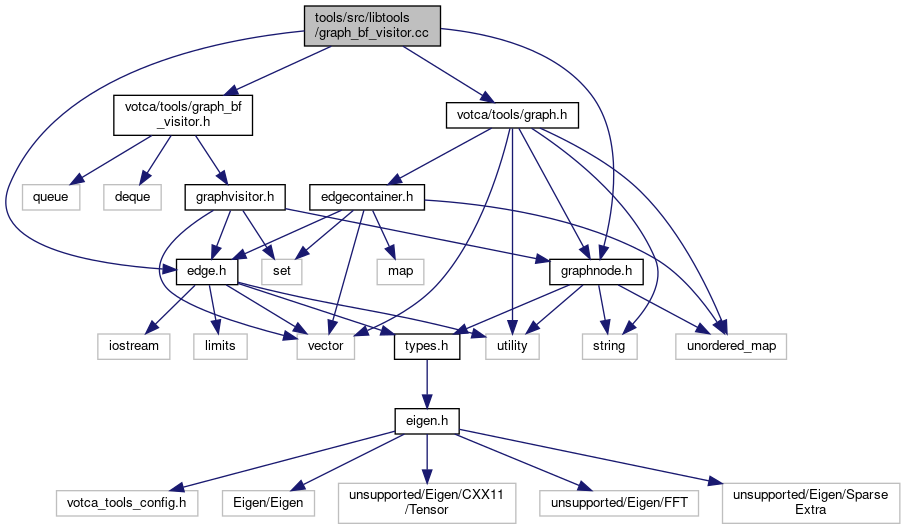 tools/src/libtools
/graph_bf_visitor.cc
votca/tools/graph_bf
_visitor.h
votca/tools/graph.h
queue
deque
graphvisitor.h
edgecontainer.h
edge.h
set
map
graphnode.h
iostream
limits
vector
types.h
utility
string
unordered_map
eigen.h
votca_tools_config.h
Eigen/Eigen
unsupported/Eigen/CXX11
/Tensor
unsupported/Eigen/FFT
unsupported/Eigen/Sparse
Extra